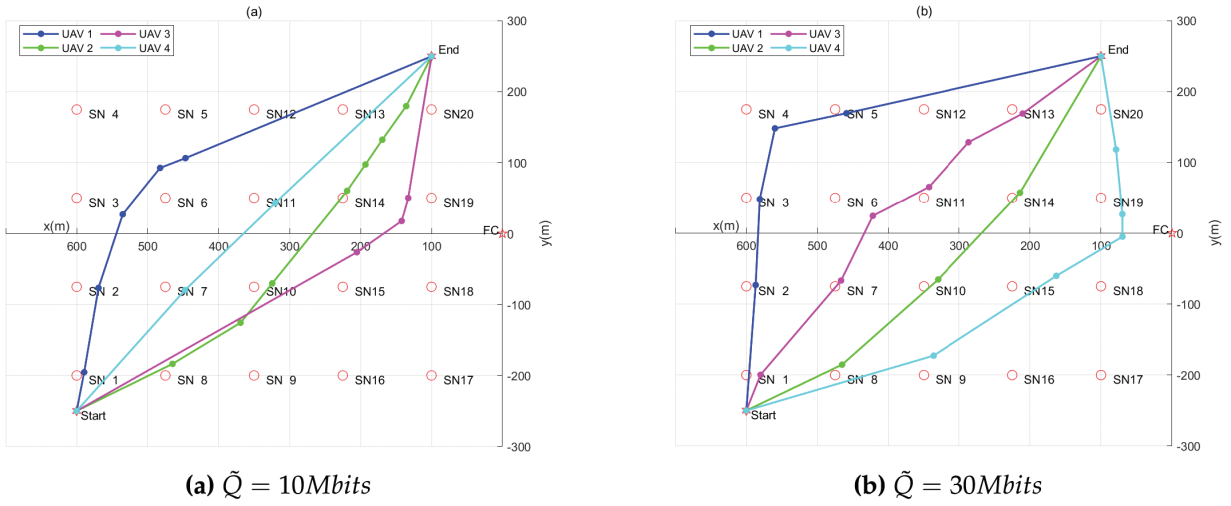 (a)
UAV 1 UAV 3
UAV 2 UAV 4
300
End
200
SN 4 SN 5 SN12 SN13 SN20
100
SN 3 SN 6 SN11 SN14 SN19
x(m) FC 0 y(m)
600 500 400 300 200 100
SN 2 SN 7 SN10 SN15 SN18
-100
SN 1 SN 8 SN 9 SN16 SN17
-200
Start
-300
(a) Q̃ = 10Mbits
(b)
UAV 1 UAV 3
UAV 2 UAV 4
300
End
200
SN 4 SN 5 SN12 SN13 SN20
100
SN 3 SN 6 SN11 SN14 SN19
x(m) FC 0 y(m)
600 500 400 300 200 100
SN 2 SN 7 SN10 SN15 SN18
-100
SN 1 SN 8 SN 9 SN16 SN17
-200
Start
-300
(b) Q̃ = 30Mbits